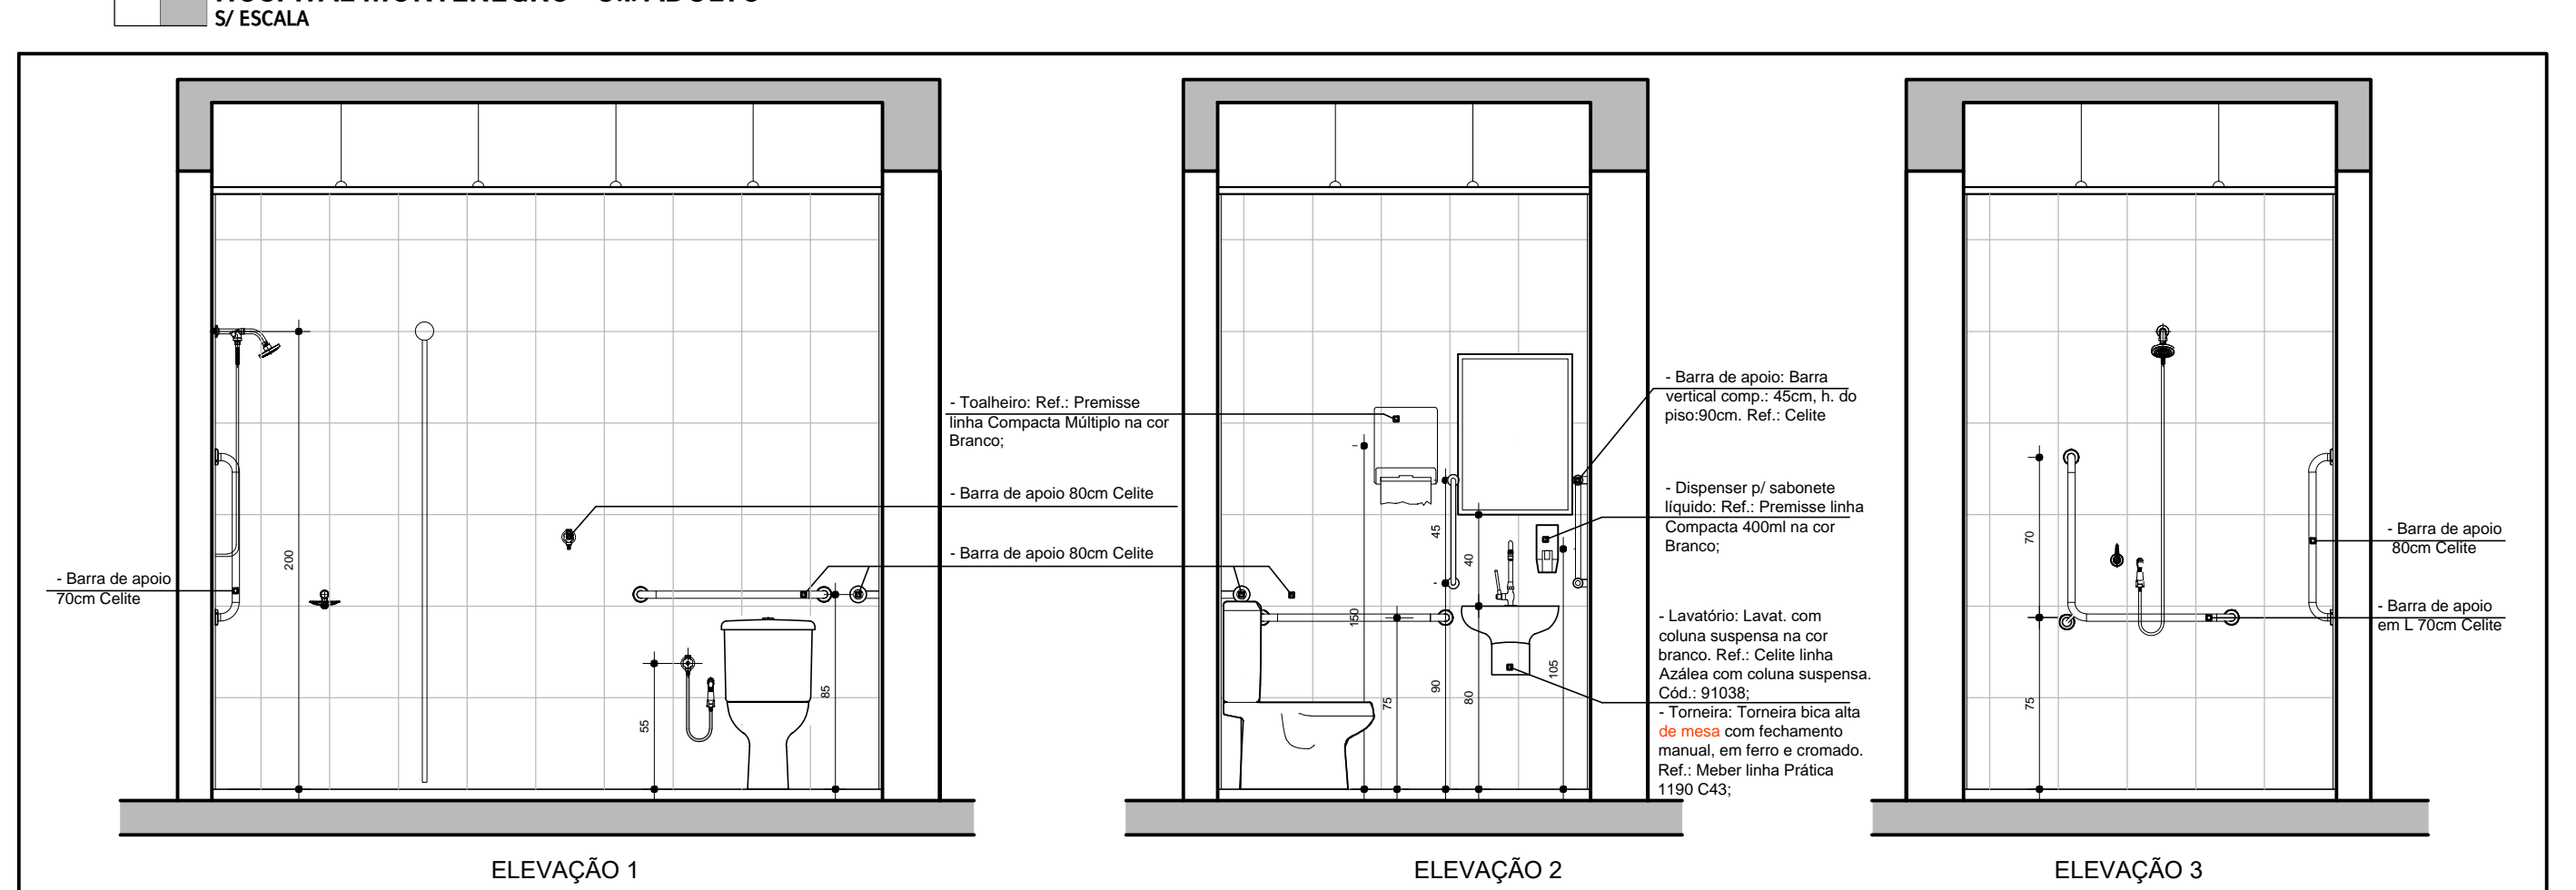 S/ ESCALA
- Barra de apoio
70cm Celite
200
55
85
ELEVAÇÃO 1
- Toalheiro: Ref.: Premisse
linha Compacta Múltiplo na cor
Branco;
- Barra de apoio 80cm Celite
- Barra de apoio 80cm Celite
150
75
45
90
40
80
105
ELEVAÇÃO 2
- Barra de apoio: Barra
vertical comp.: 45cm, h. do
piso:90cm. Ref.: Celite
- Dispenser p/ sabonete
líquido: Ref.: Premisse linha
Compacta 400ml na cor
Branco;
- Lavatório: Lavat. com
coluna suspensa na cor
branco. Ref.: Celite linha
Azálea com coluna suspensa.
Cód.: 91038;
- Torneira: Torneira bica alta
de mesa com fechamento
manual, em ferro e cromado.
Ref.: Meber linha Prática
1190 C43;
70
75
- Barra de apoio
80cm Celite
- Barra de apoio
em L 70cm Celite
ELEVAÇÃO 3